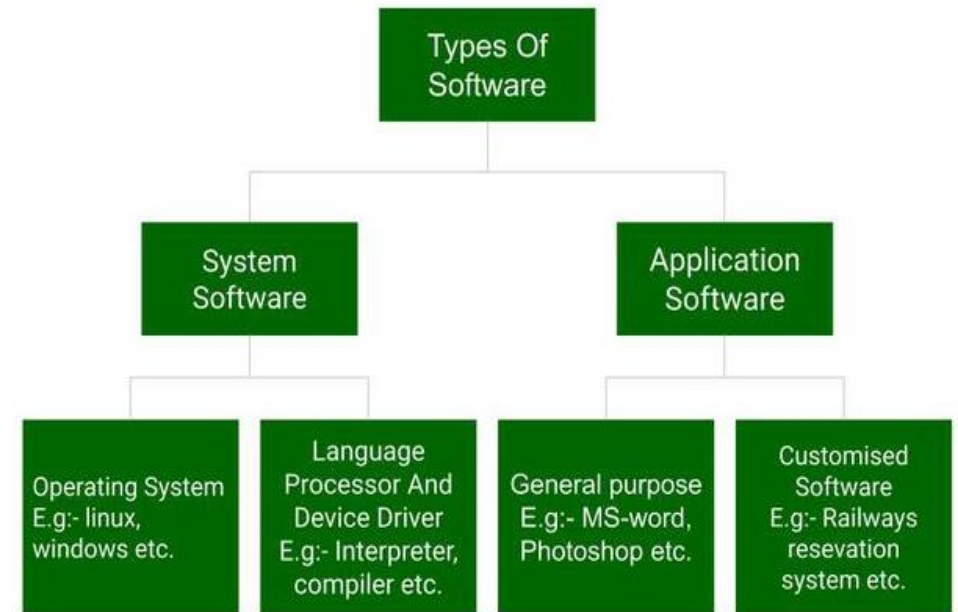 Types Of
Software
System
Software
Application
Software
Operating System
E.g:- linux,
windows etc.
Language
Processor And
Device Driver
E.g:- Interpreter,
compiler etc.
General purpose
E.g:- MS-word,
Photoshop etc.
Customised
Software
E.g:- Railways
resevation
system etc.